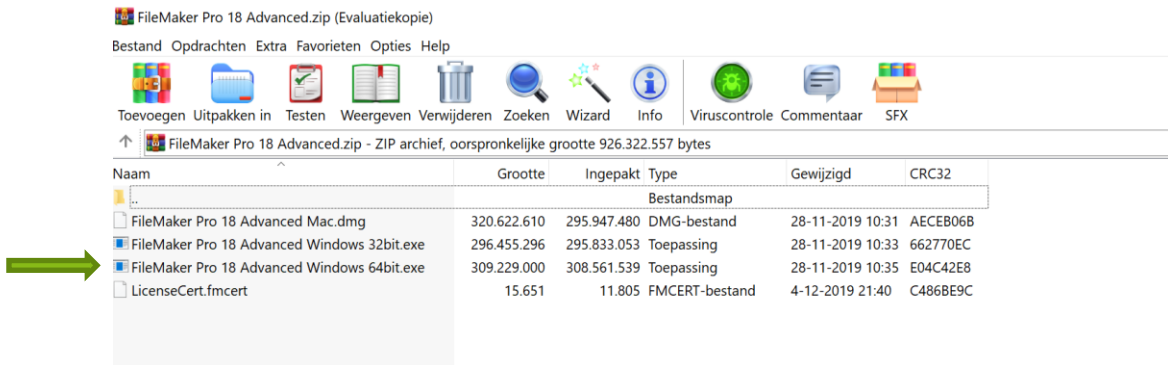 FileMaker Pro 18 Advanced.zip (Evaluatiekopie)
Bestand Opdrachten Extra Favorieten Opties Help
Toevoegen Uitpakken in Testen Weergeven Verwijderen Zoeken Wizard Info Viruscontrole Commentaar SFX
FileMaker Pro 18 Advanced.zip - ZIP archief, oorspronkelijke grootte 926.322.557 bytes
Naam Grootte Ingepakt Type Gewijzigd CRC32
.. Bestandsmap
FileMaker Pro 18 Advanced Mac.dmg 320.622.610 295.947.480 DMG-bestand 28-11-2019 10:31 AECEB06B
FileMaker Pro 18 Advanced Windows 32bit.exe 296.455.296 295.833.053 Toepassing 28-11-2019 10:33 662770EC
FileMaker Pro 18 Advanced Windows 64bit.exe 309.229.000 308.561.539 Toepassing 28-11-2019 10:35 E04C42E8
LicenseCert.fmcert 15.651 11.805 FMCERT-bestand 4-12-2019 21:40 C486BE9C